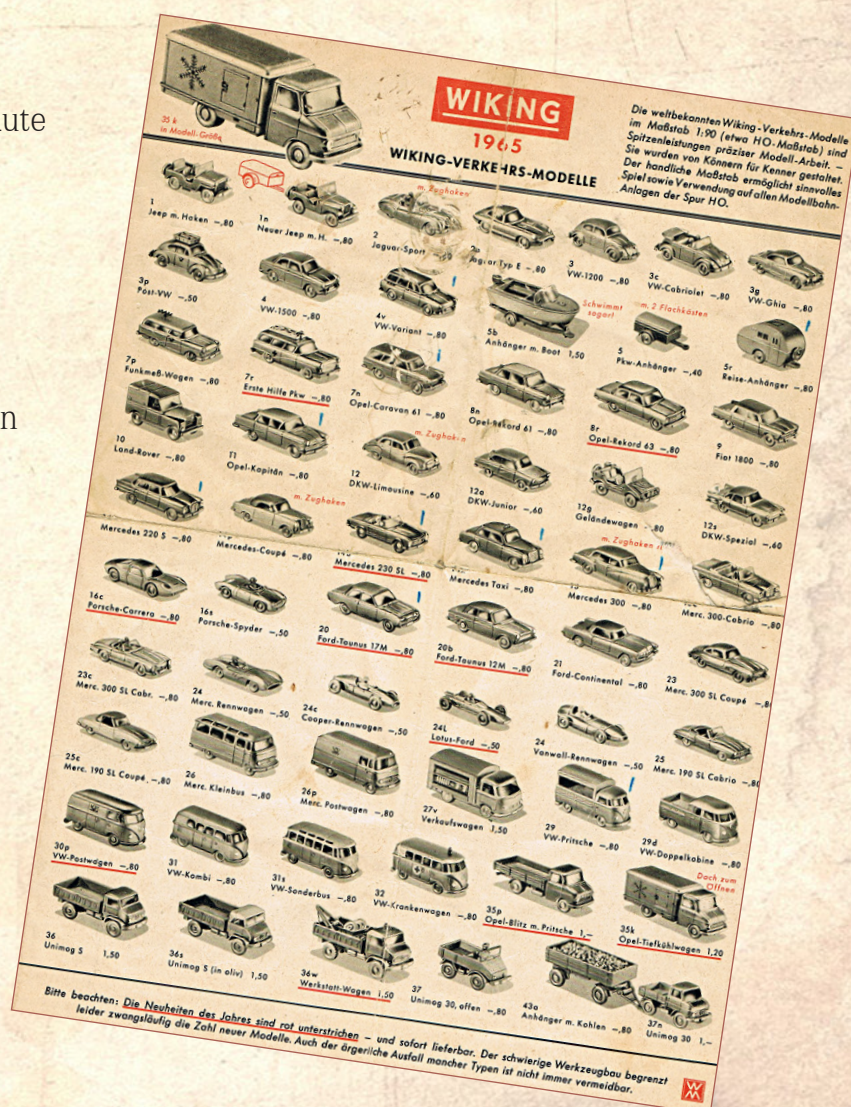 ute
n
35 k
in Modell-Größe
WIKING
1965
WIKING-VERKEHRS-MODELLE
Die weltbekannten Wiking-Verkehrs-Modelle
im Maßstab 1:90 (etwa HO-Maßstab) sind
Spitzenleistungen präziser Modell-Arbeit. –
Sie wurden von Könnern für Kenner gestaltet.
Der handliche Maßstab ermöglicht sinnvolles
Spiel sowie Verwendung auf allen Modellbahn-
Anlagen der Spur HO.
1
Jeep m. Haken –,80
1n
Neuer Jeep m. H. –,80
m. Zughaken
2
Jaguar-Sport
Jaguar Typ E –,80
3
VW-1200 –,80
3c
VW-Cabriolet –,80
3g
VW-Ghia –,80
3p
Post-VW –,50
4
VW-1500 –,80
4v
VW-Variant –,80
5b
Anhänger m. Boot 1,50
Schwimmt
sogar!
m. 2 Flachkästen
5
Pkw-Anhänger –,40
5r
Reise-Anhänger –,80
7p
Funkmeß-Wagen –,80
7r
Erste Hilfe Pkw –,80
7n
Opel-Caravan 61 –,80
8n
Opel-Rekord 61 –,80
8r
Opel-Rekord 63 –,80
9
Fiat 1800 –,80
10
Land-Rover –,80
11
Opel-Kapitän –,80
m. Zughaken
12
DKW-Limousine –,60
12a
DKW-Junior –,60
12g
Geländewagen –,80
12s
DKW-Spezial –,60
Mercedes 220 S –,80
m. Zughaken
Mercedes-Coupé –,80
Mercedes 230 SL –,80
Mercedes Taxi –,80
m. Zughaken
Mercedes 300 –,80
Merc. 300-Cabrio –,80
16c
Porsche-Carrera –,80
16s
Porsche-Spyder –,50
20
Ford-Taunus 17M –,80
20b
Ford-Taunus 12M –,80
21
Ford-Continental –,80
23
Merc. 300 SL Coupé –,8
23c
Merc. 300 SL Cabr. –,80
24
Merc. Rennwagen –,50
24c
Cooper-Rennwagen –,50
24L
Lotus-Ford –,50
24
Vanwall-Rennwagen –,50
25
Merc. 190 SL Cabrio –,80
25c
Merc. 190 SL Coupé –,80
26
Merc. Kleinbus –,80
26p
Merc. Postwagen –,80
27v
Verkaufswagen 1,50
29
VW-Pritsche –,80
29d
VW-Doppelkabine –,80
30p
VW-Postwagen –,80
31
VW-Kombi –,80
31s
VW-Sonderbus –,80
32
VW-Krankenwagen –,80
35p
Opel-Blitz m. Pritsche 1,–
Dach zum
Öffnen
35k
Opel-Tiefkühlwagen 1,20
36
Unimog S 1,50
36s
Unimog S (in oliv) 1,50
36w
Werkstatt-Wagen 1,50
37
Unimog 30, offen –,80
43a
Anhänger m. Kohlen –,80
37n
Unimog 30 1,–
Bitte beachten: Die Neuheiten des Jahres sind rot unterstrichen – und sofort lieferbar. Der schwierige Werkzeugbau begrenzt
leider zwangsläufig die Zahl neuer Modelle. Auch der ärgerliche Ausfall mancher Typen ist nicht immer vermeidbar.
WM